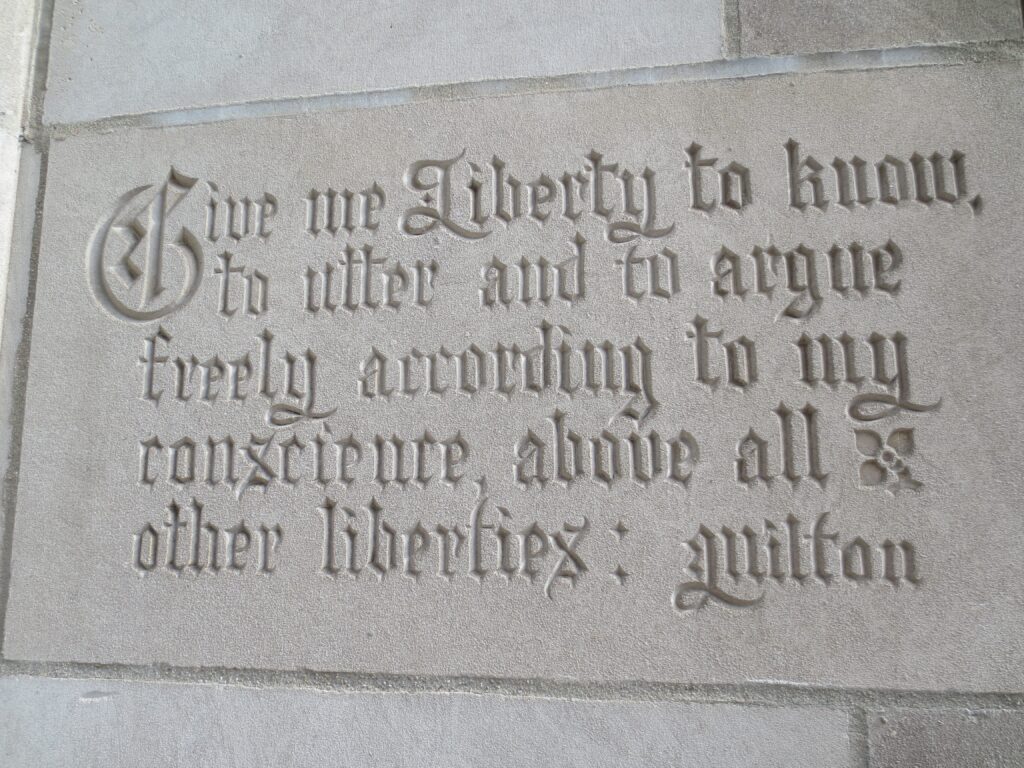 Give me Liberty to know,
to utter and to argue
freely according to my
conscience, above all
other liberties : Milton